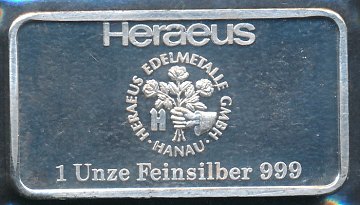 Heraeus
HERAEUS EDELMETALLE GMBH
·HANAU·
H
1 Unze Feinsilber 999